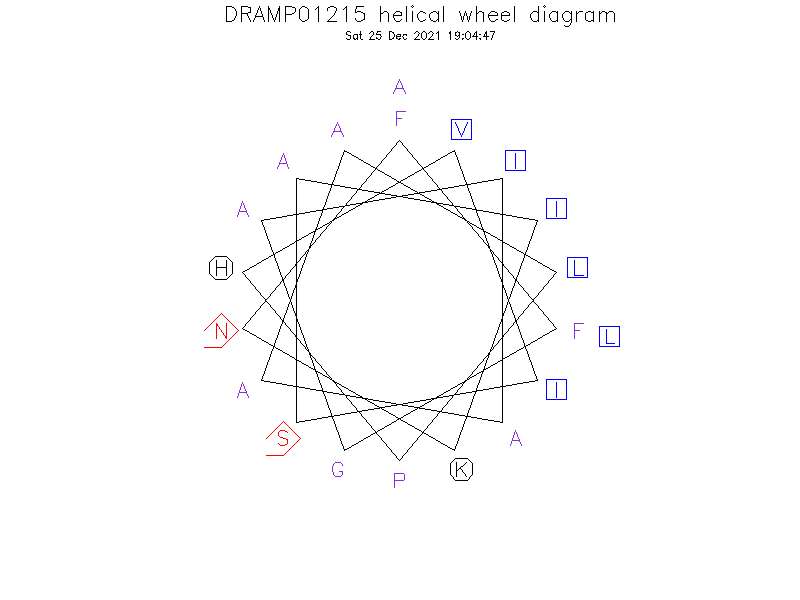 DRAMP01215 helical wheel diagram
Sat 25 Dec 2021 19:04:47
A
F
A V
A I
A I
H L
N F L
A I
S A
G K
P